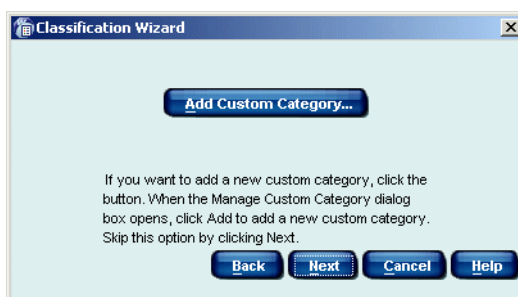 Classification Wizard
Add Custom Category...
If you want to add a new custom category, click the
button. When the Manage Custom Category dialog
box opens, click Add to add a new custom category.
Skip this option by clicking Next.
Back Next Cancel Help